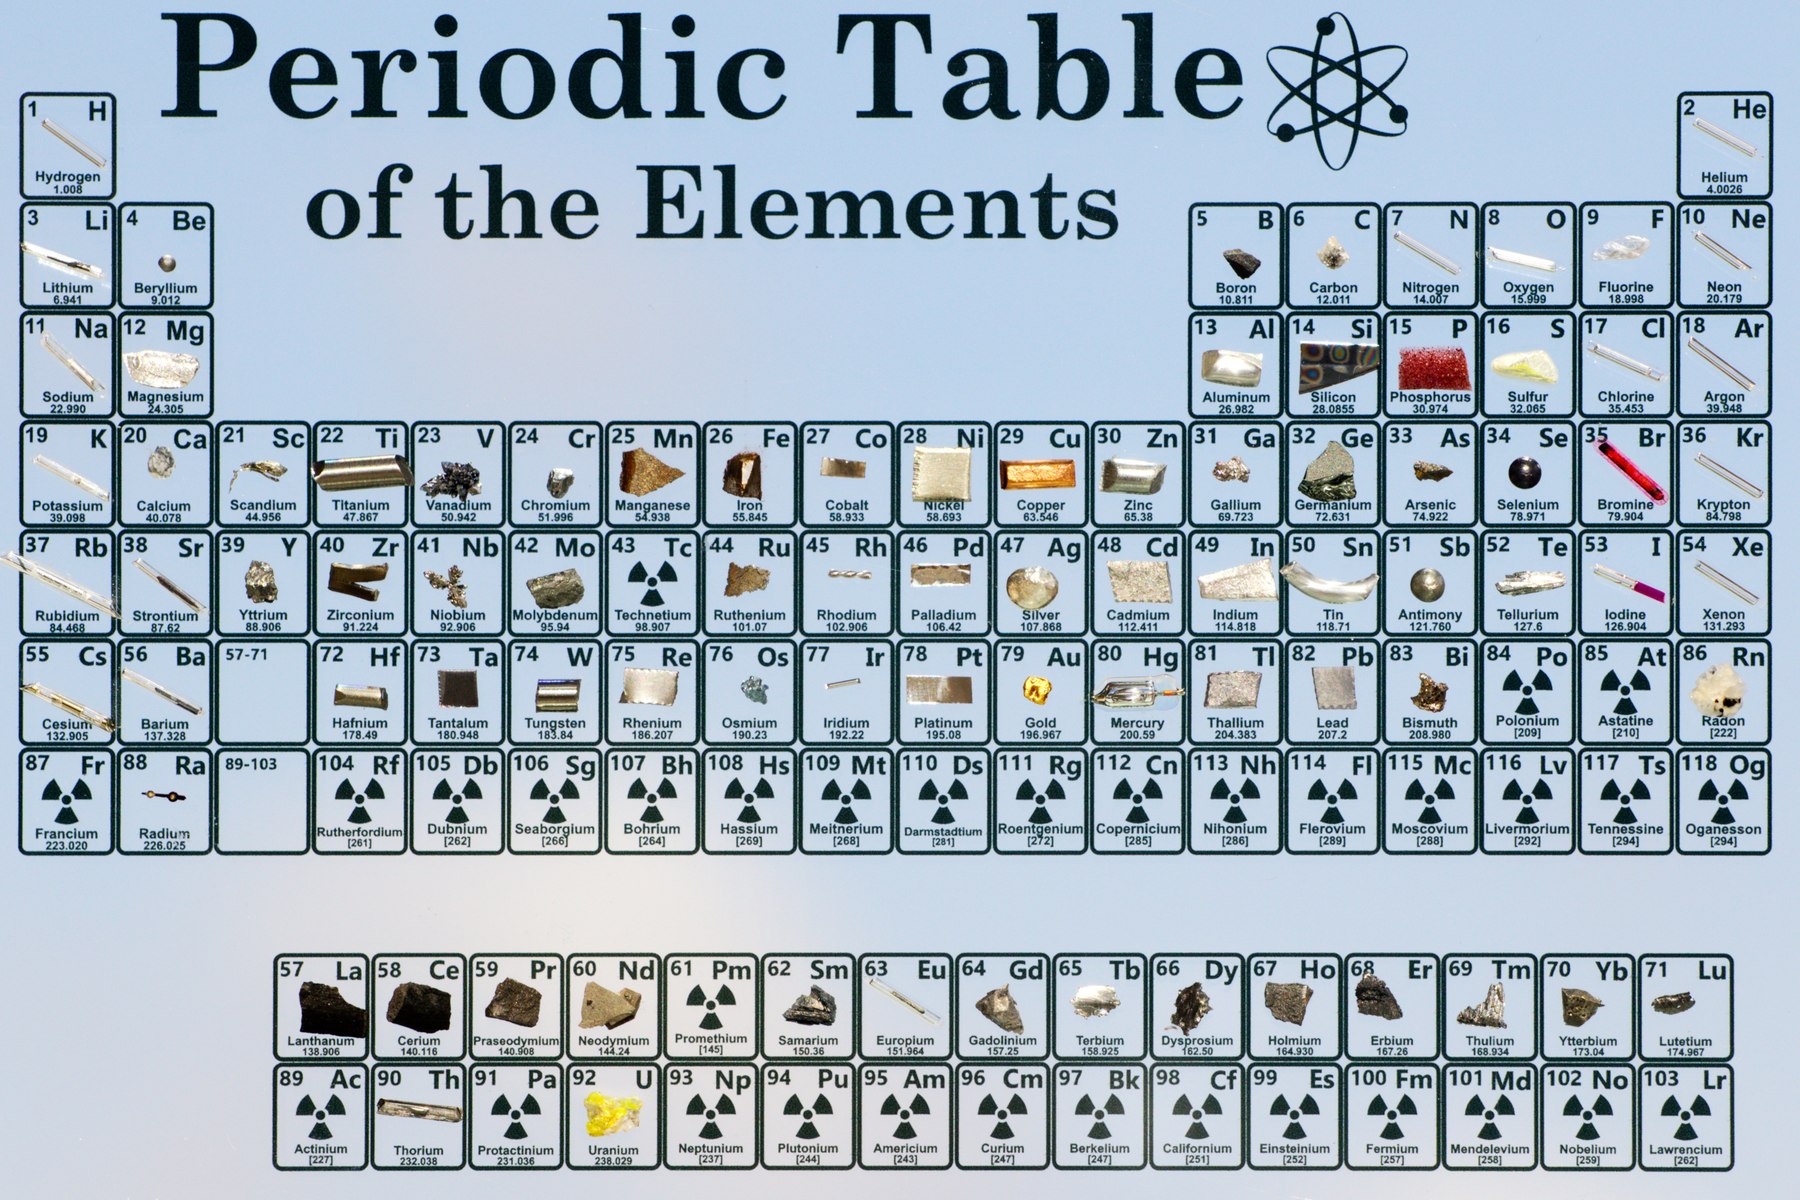 Periodic Table
of the Elements
1 H
Hydrogen
1.008
2 He
Helium
4.0026
3 Li
Lithium
6.941
4 Be
Beryllium
9.012
5 B
Boron
10.811
6 C
Carbon
12.011
7 N
Nitrogen
14.007
8 O
Oxygen
15.999
9 F
Fluorine
18.998
10 Ne
Neon
20.179
11 Na
Sodium
22.990
12 Mg
Magnesium
24.305
13 Al
Aluminum
26.982
14 Si
Silicon
28.0855
15 P
Phosphorus
30.974
16 S
Sulfur
32.065
17 Cl
Chlorine
35.453
18 Ar
Argon
39.948
19 K
Potassium
39.098
20 Ca
Calcium
40.078
21 Sc
Scandium
44.956
22 Ti
Titanium
47.867
23 V
Vanadium
50.942
24 Cr
Chromium
51.996
25 Mn
Manganese
54.938
26 Fe
Iron
55.845
27 Co
Cobalt
58.933
28 Ni
Nickel
58.693
29 Cu
Copper
63.546
30 Zn
Zinc
65.38
31 Ga
Gallium
69.723
32 Ge
Germanium
72.631
33 As
Arsenic
74.922
34 Se
Selenium
78.971
35 Br
Bromine
79.904
36 Kr
Krypton
84.798
37 Rb
Rubidium
84.468
38 Sr
Strontium
87.62
39 Y
Yttrium
88.906
40 Zr
Zirconium
91.224
41 Nb
Niobium
92.906
42 Mo
Molybdenum
95.94
43 Tc
Technetium
98.907
44 Ru
Ruthenium
101.07
45 Rh
Rhodium
102.906
46 Pd
Palladium
106.42
47 Ag
Silver
107.868
48 Cd
Cadmium
112.411
49 In
Indium
114.818
50 Sn
Tin
118.71
51 Sb
Antimony
121.760
52 Te
Tellurium
127.6
53 I
Iodine
126.904
54 Xe
Xenon
131.293
55 Cs
Cesium
132.905
56 Ba
Barium
137.328
57-71
72 Hf
Hafnium
178.49
73 Ta
Tantalum
180.948
74 W
Tungsten
183.84
75 Re
Rhenium
186.207
76 Os
Osmium
190.23
77 Ir
Iridium
192.22
78 Pt
Platinum
195.08
79 Au
Gold
196.967
80 Hg
Mercury
200.59
81 Tl
Thallium
204.383
82 Pb
Lead
207.2
83 Bi
Bismuth
208.980
84 Po
Polonium
[209]
85 At
Astatine
[210]
86 Rn
Radon
[222]
87 Fr
Francium
223.020
88 Ra
Radium
226.025
89-103
104 Rf
Rutherfordium
[261]
105 Db
Dubnium
[262]
106 Sg
Seaborgium
[266]
107 Bh
Bohrium
[264]
108 Hs
Hassium
[269]
109 Mt
Meitnerium
[268]
110 Ds
Darmstadtium
[281]
111 Rg
Roentgenium
[272]
112 Cn
Copernicium
[285]
113 Nh
Nihonium
[286]
114 Fl
Flerovium
[289]
115 Mc
Moscovium
[288]
116 Lv
Livermorium
[292]
117 Ts
Tennessine
[294]
118 Og
Oganesson
[294]
57 La
Lanthanum
138.906
58 Ce
Cerium
140.116
59 Pr
Praseodymium
140.908
60 Nd
Neodymium
144.24
61 Pm
Promethium
[145]
62 Sm
Samarium
150.36
63 Eu
Europium
151.964
64 Gd
Gadolinium
157.25
65 Tb
Terbium
158.925
66 Dy
Dysprosium
162.50
67 Ho
Holmium
164.930
68 Er
Erbium
167.26
69 Tm
Thulium
168.934
70 Yb
Ytterbium
173.04
71 Lu
Lutetium
174.967
89 Ac
Actinium
[227]
90 Th
Thorium
232.038
91 Pa
Protactinium
231.036
92 U
Uranium
238.029
93 Np
Neptunium
[237]
94 Pu
Plutonium
[244]
95 Am
Americium
[243]
96 Cm
Curium
[247]
97 Bk
Berkelium
[247]
98 Cf
Californium
[251]
99 Es
Einsteinium
[252]
100 Fm
Fermium
[257]
101 Md
Mendelevium
[258]
102 No
Nobelium
[259]
103 Lr
Lawrencium
[262]